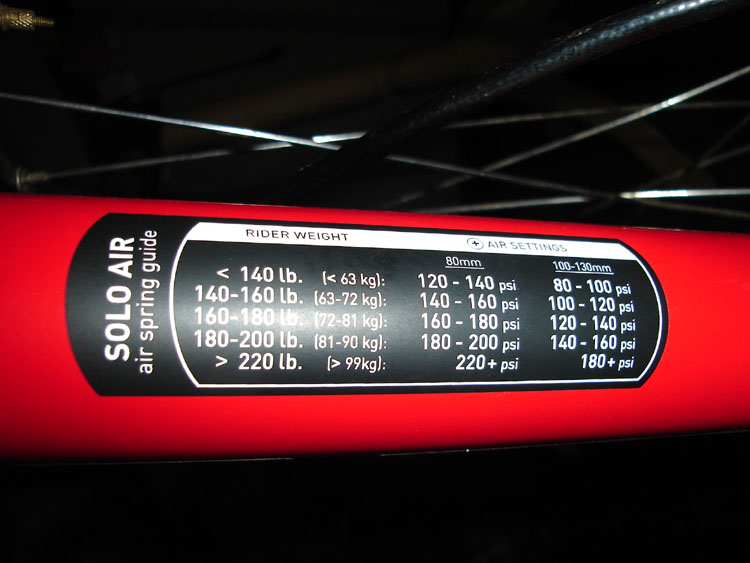 SOLO AIR
air spring guide
RIDER WEIGHT + AIR SETTINGS
80mm 100-130mm
< 140 lb. (< 63 kg): 120 - 140 psi 80 - 100 psi
140-160 lb. (63-72 kg): 140 - 160 psi 100 - 120 psi
160-180 lb. (72-81 kg): 160 - 180 psi 120 - 140 psi
180-200 lb. (81-90 kg): 180 - 200 psi 140 - 160 psi
> 220 lb. (> 99kg): 220+ psi 180+ psi